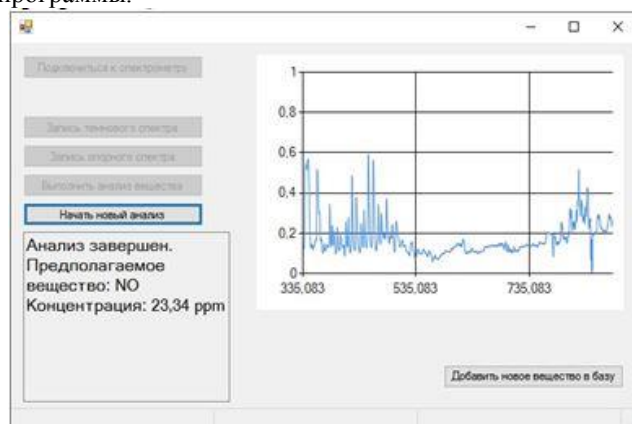 программы.
Подключиться к спектрометру
Запись темнового спектра
Запись опорного спектра
Выполнить анализ вещества
Начать новый анализ
Анализ завершен.
Предполагаемое
вещество: NO
Концентрация: 23,34 ppm
1
0,8
0,6
0,4
0,2
0
335,083
535,083
735,083
Добавить новое вещество в базу